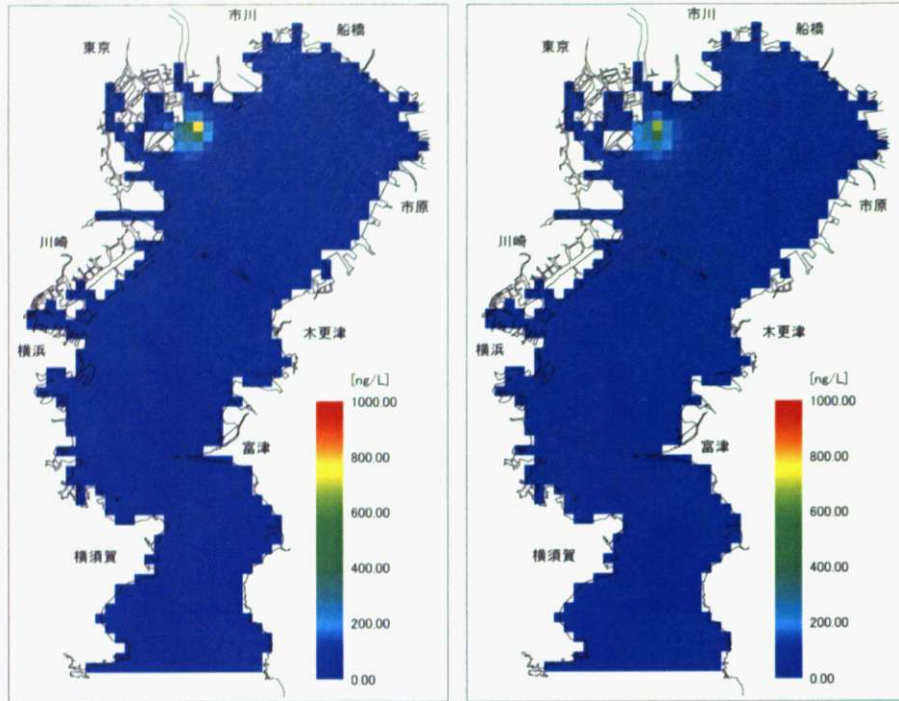 市川
船橋
東京
市原
川崎
木更津
横浜
[ng/L]
1000.00
800.00
富津
600.00
400.00
横須賀
200.00
0.00
市川
船橋
東京
市原
川崎
木更津
横浜
[ng/L]
1000.00
800.00
富津
600.00
400.00
横須賀
200.00
0.00